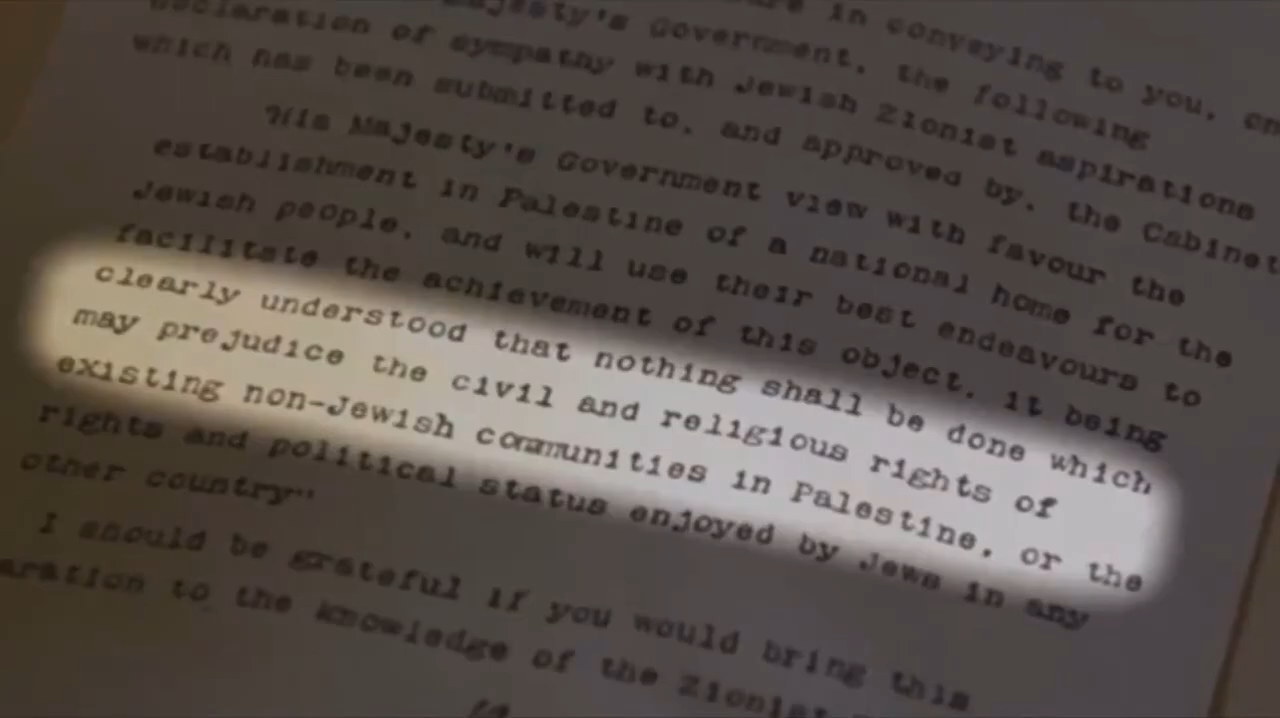 in conveying to you, on
Majesty's Government, the following
declaration of sympathy with Jewish Zionist aspirations
which has been submitted to, and approved by, the Cabinet
"His Majesty's Government view with favour the
establishment in Palestine of a national home for the
Jewish people, and will use their best endeavours to
facilitate the achievement of this object, it being
clearly understood that nothing shall be done which
may prejudice the civil and religious rights of
existing non-Jewish communities in Palestine, or the
rights and political status enjoyed by Jews in any
other country"
I should be grateful if you would bring this
aration to the knowledge of the Zionist